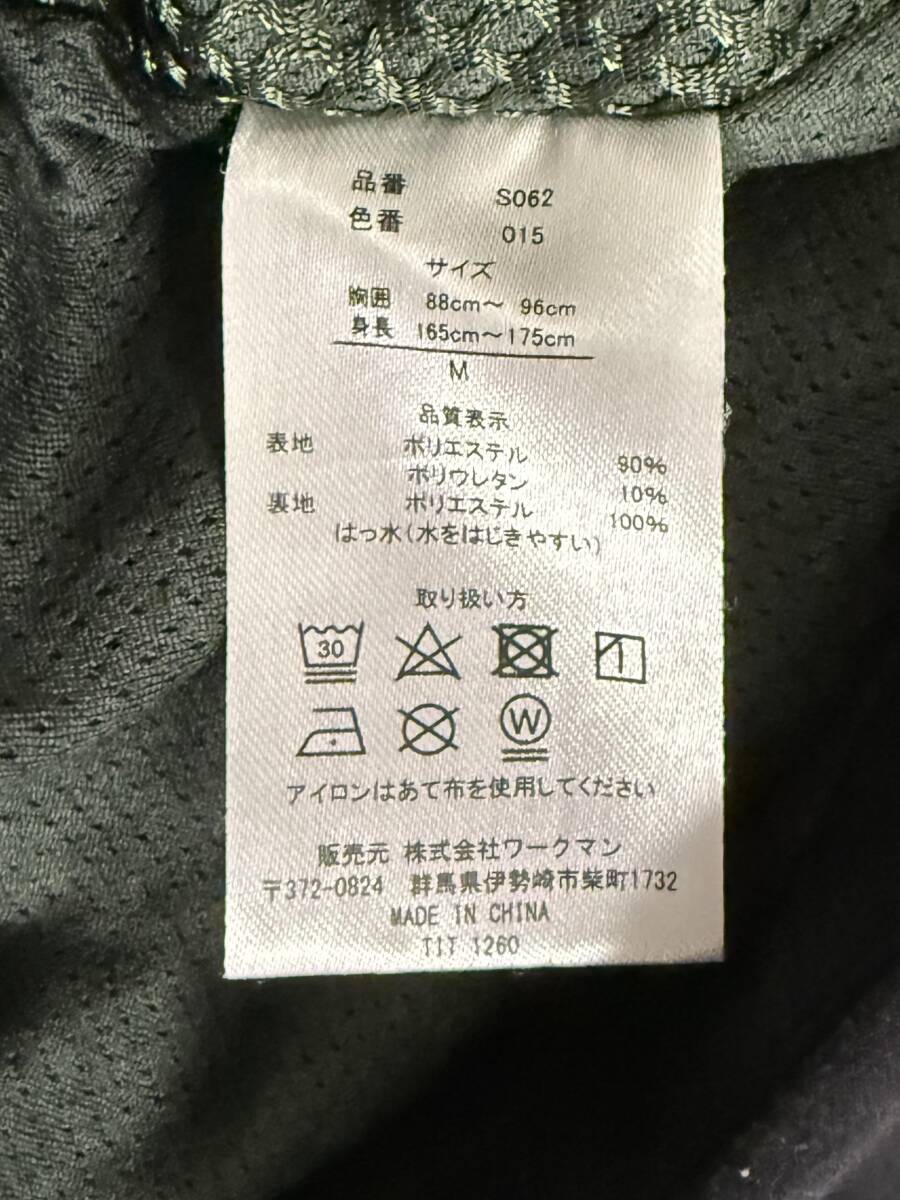 品番 S062
色番 015
サイズ
胸囲 88cm～ 96cm
身長 165cm～175cm
M
品質表示
表地 ポリエステル 90%
ポリウレタン 10%
裏地 ポリエステル 100%
はっ水(水をはじきやすい)
取り扱い方
30
W
アイロンはあて布を使用してください
販売元 株式会社ワークマン
〒372-0824 群馬県伊勢崎市柴町1732
MADE IN CHINA
TIT 1260